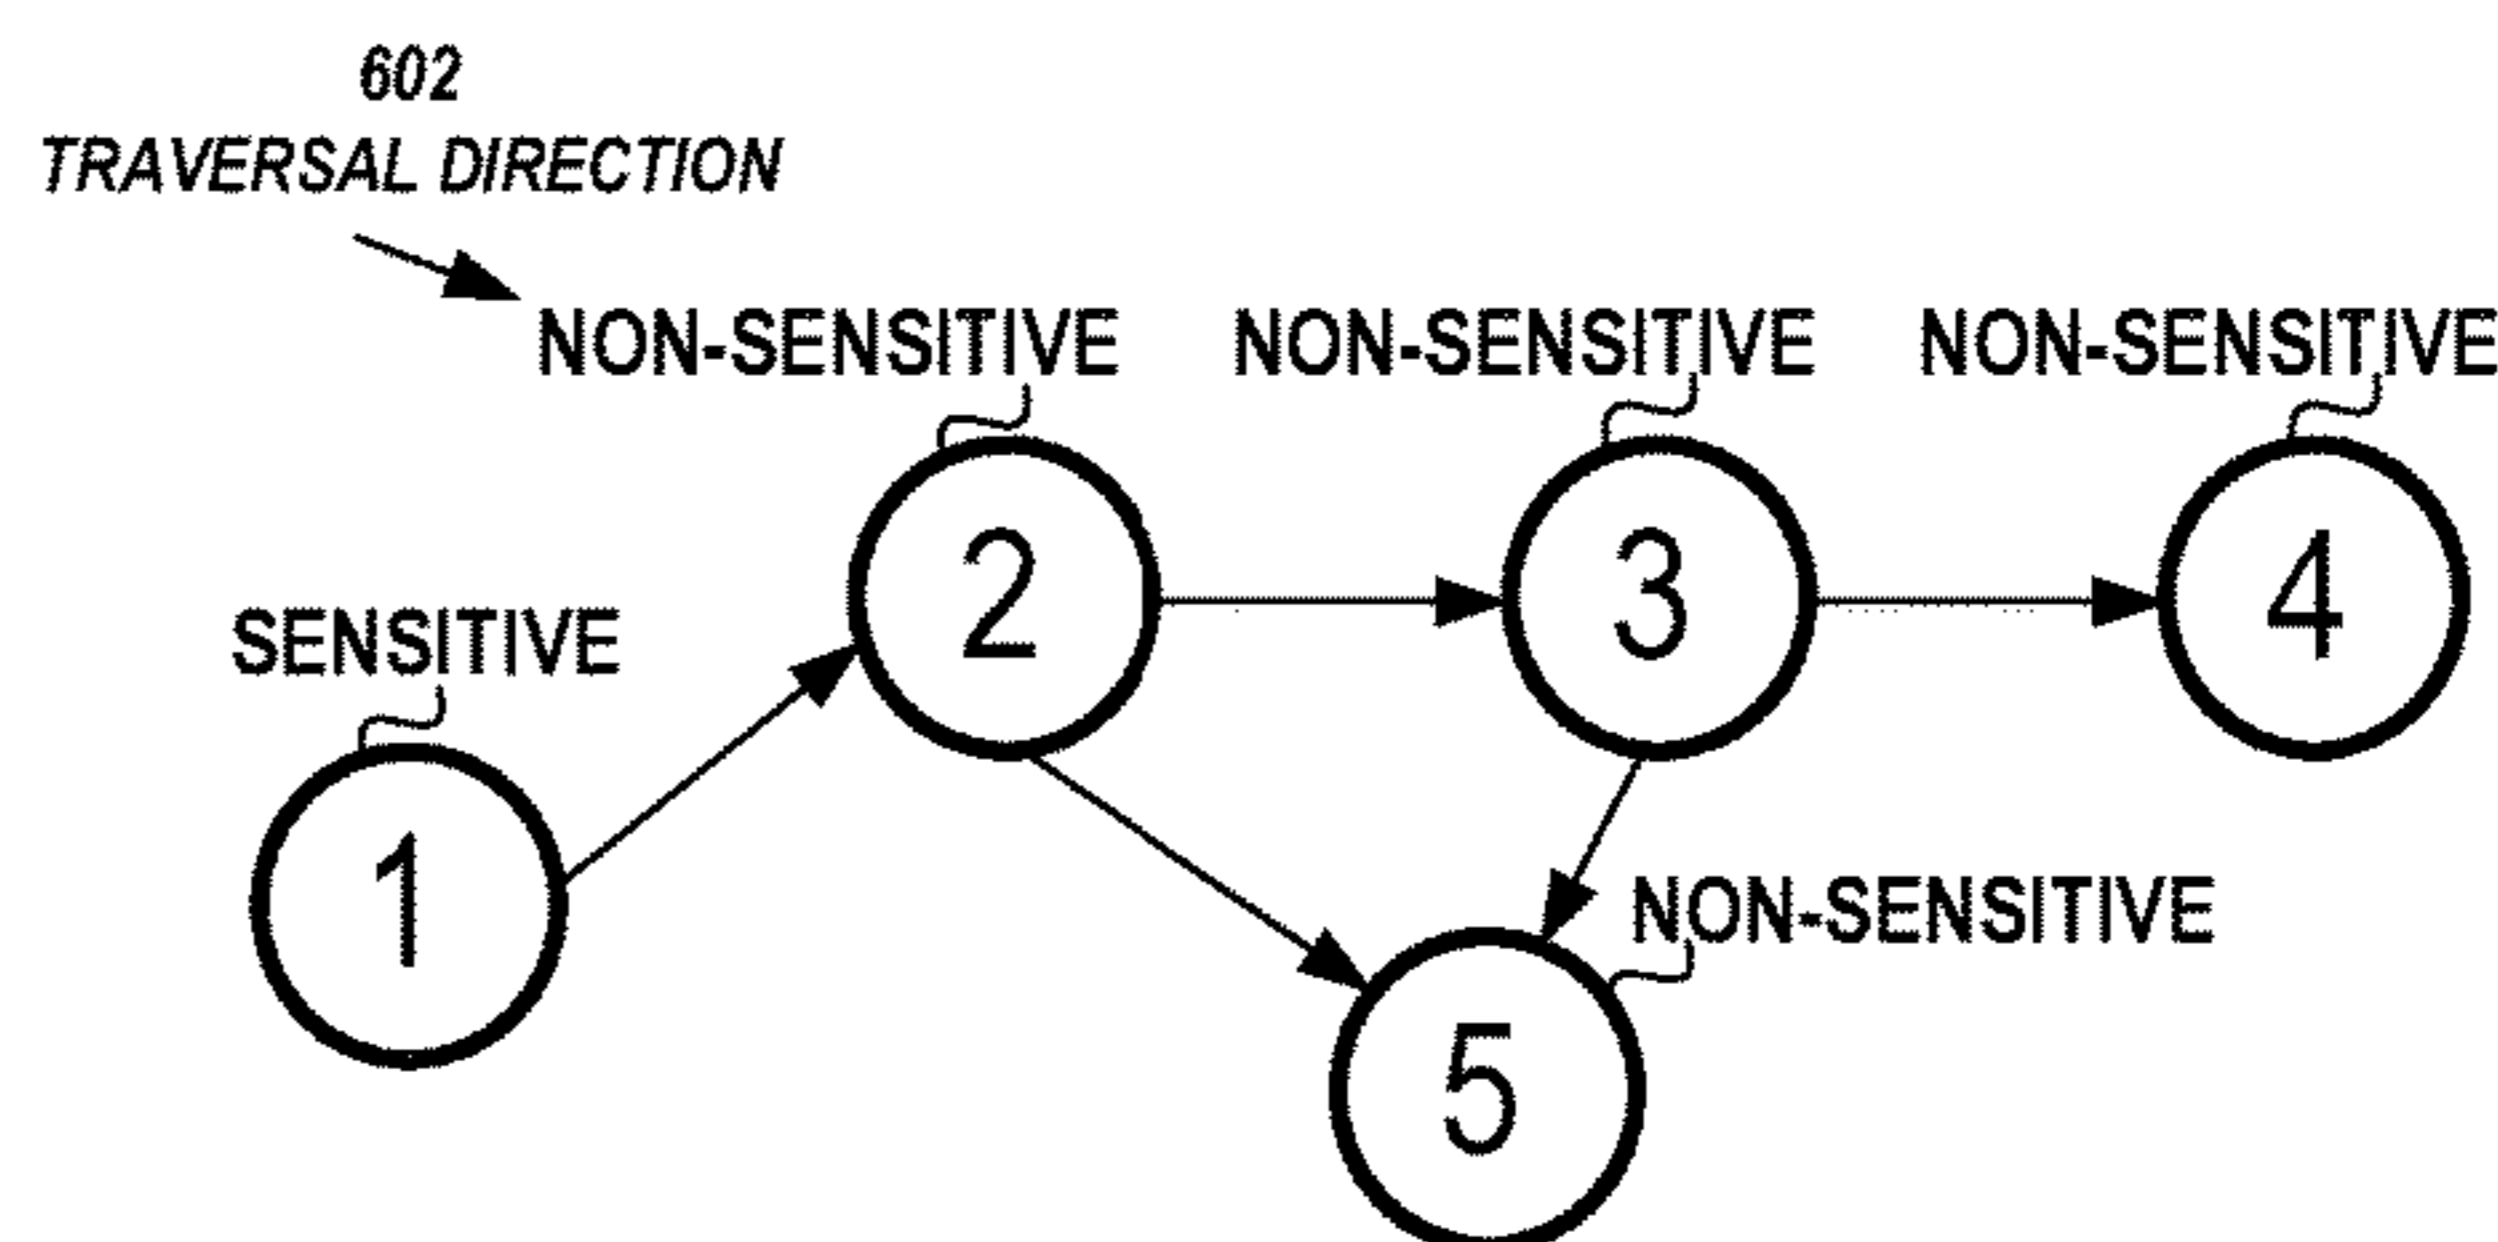 602
TRAVERSAL DIRECTION
NON-SENSITIVE NON-SENSITIVE NON-SENSITIVE
2 3 4
SENSITIVE
1
NON-SENSITIVE
5